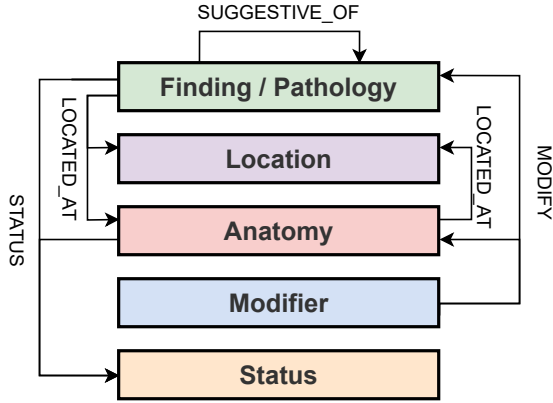 SUGGESTIVE_OF
Finding / Pathology
LOCATED_AT
Location
LOCATED_AT
MODIFY
STATUS
Anatomy
Modifier
Status